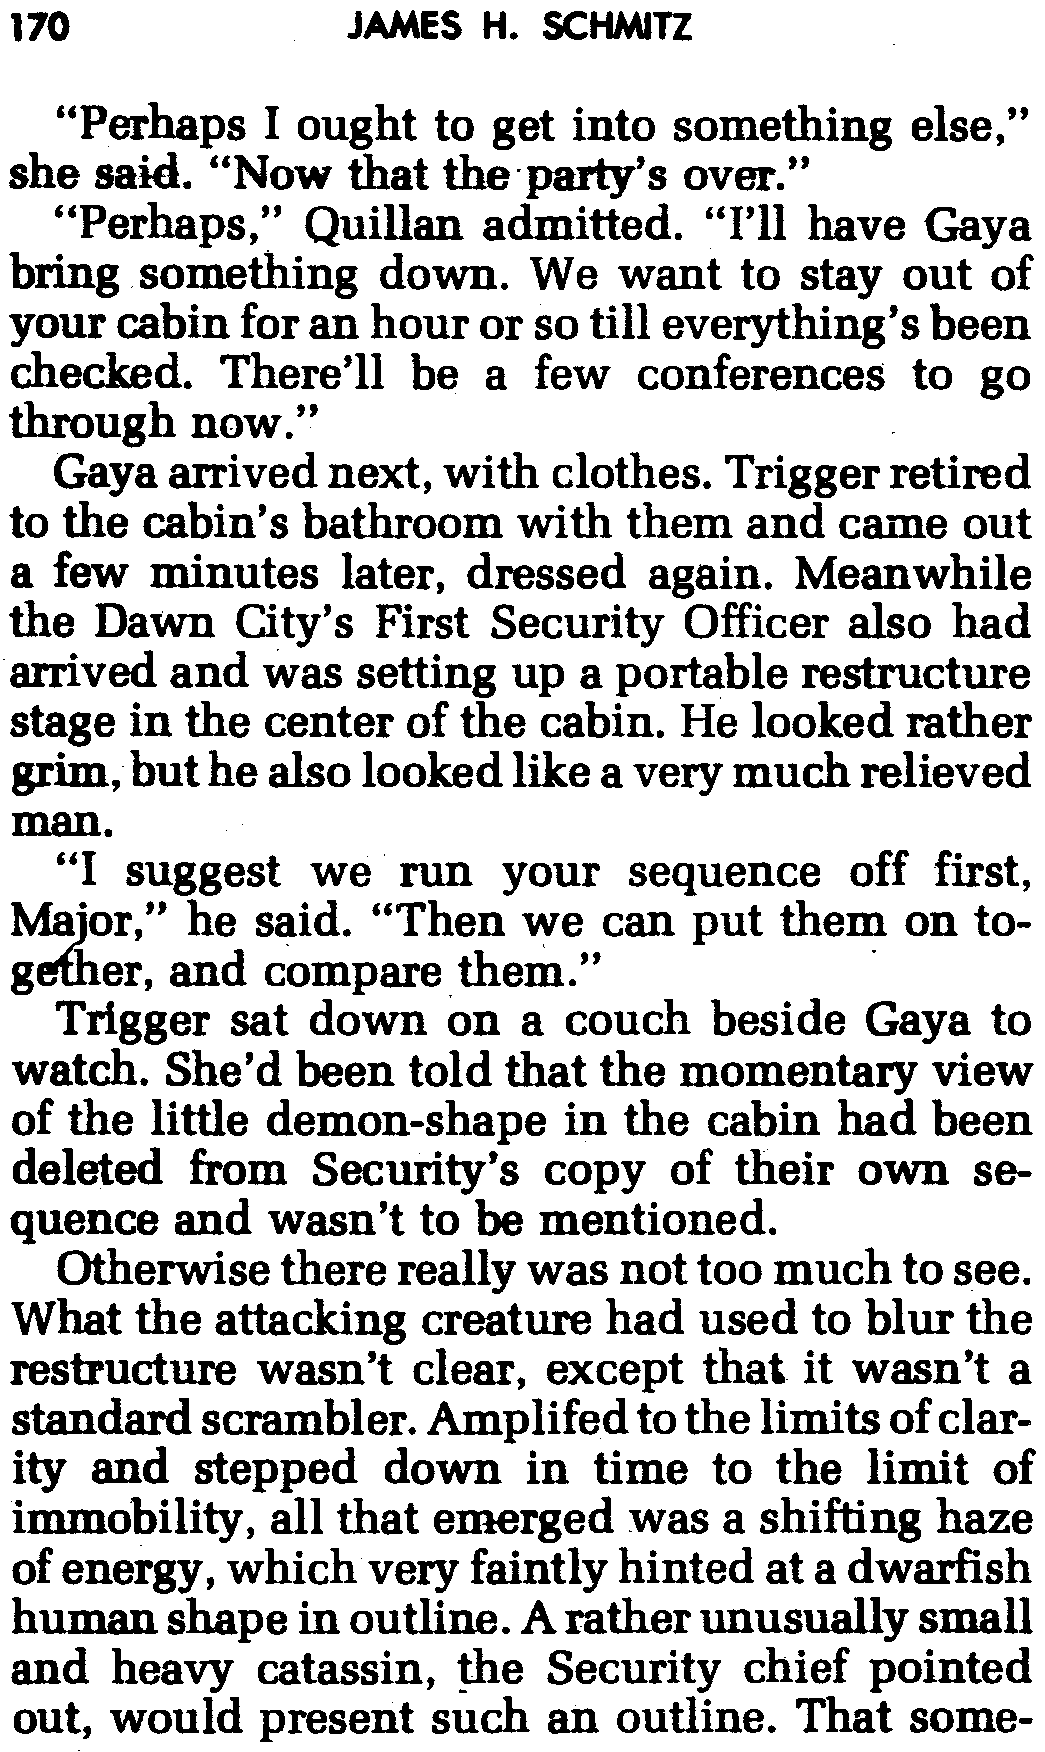 170 JAMES H. SCHMITZ
“Perhaps I ought to get into something else,”
she said. “Now that the party’s over.”
“Perhaps,” Quillan admitted. “I’ll have Gaya
bring something down. We want to stay out of
your cabin for an hour or so till everything’s been
checked. There’ll be a few conferences to go
through now.”
Gaya arrived next, with clothes. Trigger retired
to the cabin’s bathroom with them and came out
a few minutes later, dressed again. Meanwhile
the Dawn City’s First Security Officer also had
arrived and was setting up a portable restructure
stage in the center of the cabin. He looked rather
grim, but he also looked like a very much relieved
man.
“I suggest we run your sequence off first,
Major,” he said. “Then we can put them on to-
gether, and compare them.”
Trigger sat down on a couch beside Gaya to
watch. She’d been told that the momentary view
of the little demon-shape in the cabin had been
deleted from Security’s copy of their own se-
quence and wasn’t to be mentioned.
Otherwise there really was not too much to see.
What the attacking creature had used to blur the
restructure wasn’t clear, except that it wasn’t a
standard scrambler. Amplifed to the limits of clar-
ity and stepped down in time to the limit of
immobility, all that emerged was a shifting haze
of energy, which very faintly hinted at a dwarfish
human shape in outline. A rather unusually small
and heavy catassin, the Security chief pointed
out, would present such an outline. That some-